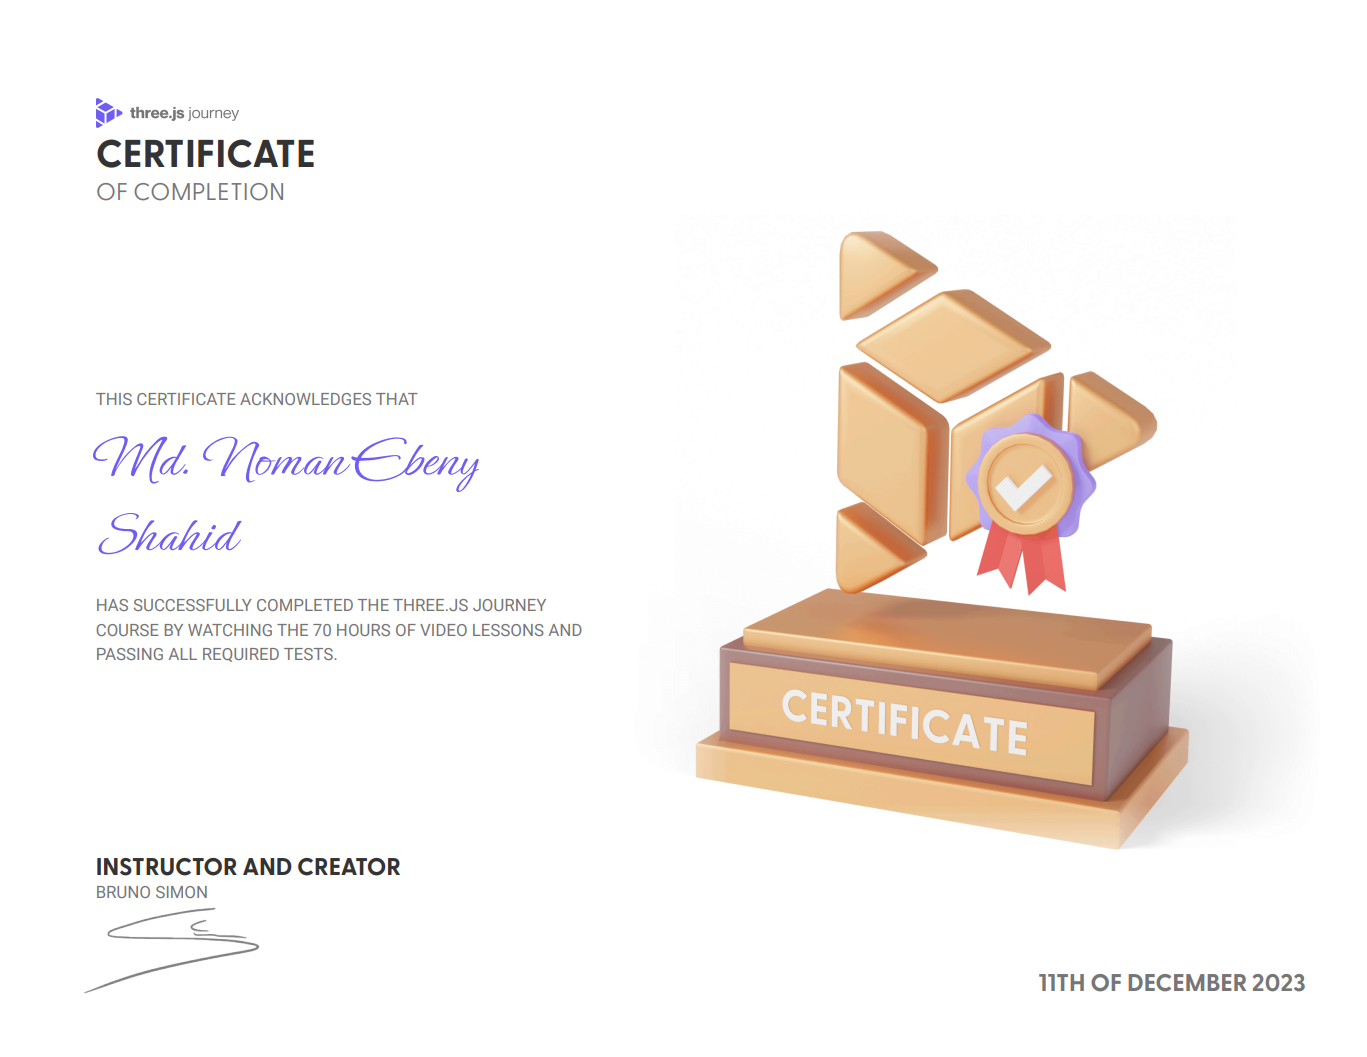 three.js journey
CERTIFICATE
OF COMPLETION
THIS CERTIFICATE ACKNOWLEDGES THAT
Md. Noman Ebeny
Shahid
HAS SUCCESSFULLY COMPLETED THE THREE.JS JOURNEY
COURSE BY WATCHING THE 70 HOURS OF VIDEO LESSONS AND
PASSING ALL REQUIRED TESTS.
CERTIFICATE
INSTRUCTOR AND CREATOR
BRUNO SIMON
11TH OF DECEMBER 2023